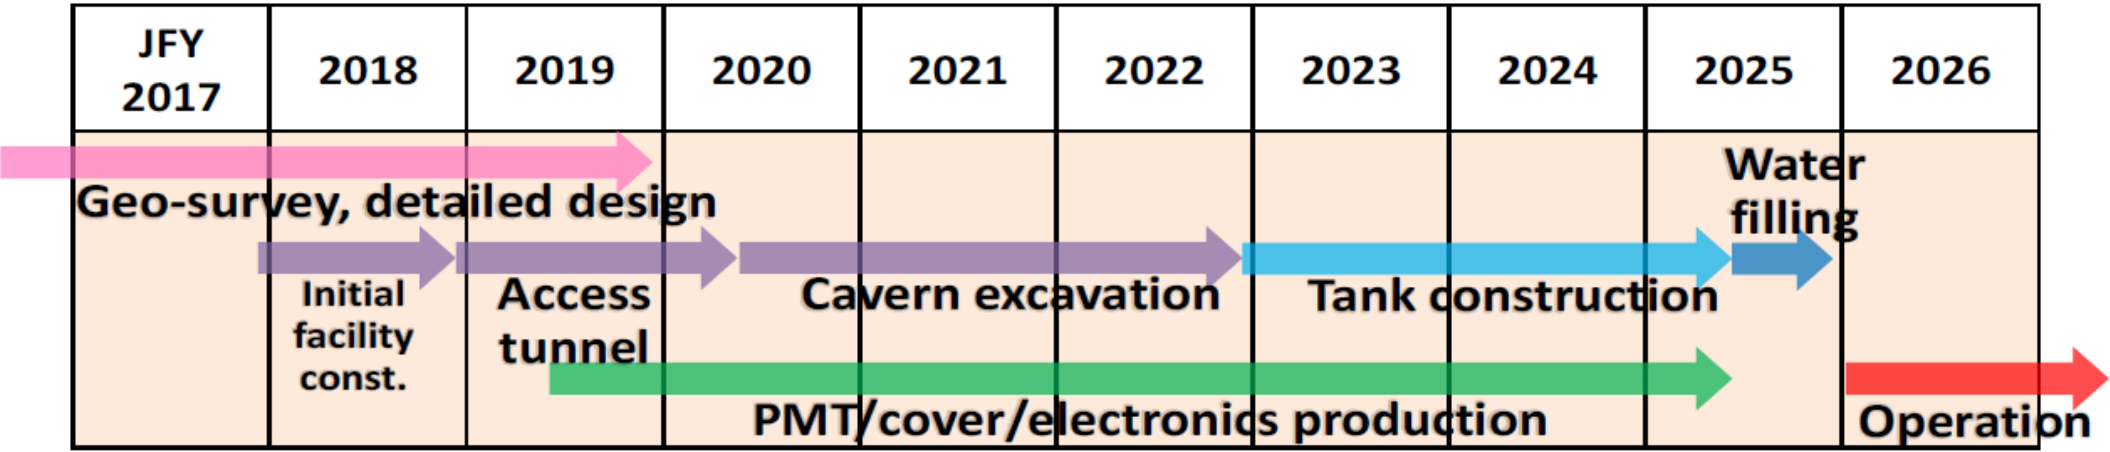 JFY
2017
2018
2019
2020
2021
2022
2023
2024
2025
2026
Geo-survey, detailed design
Water
filling
Initial
facility
const.
Access
tunnel
Cavern excavation
Tank construction
PMT/cover/electronics production
Operation